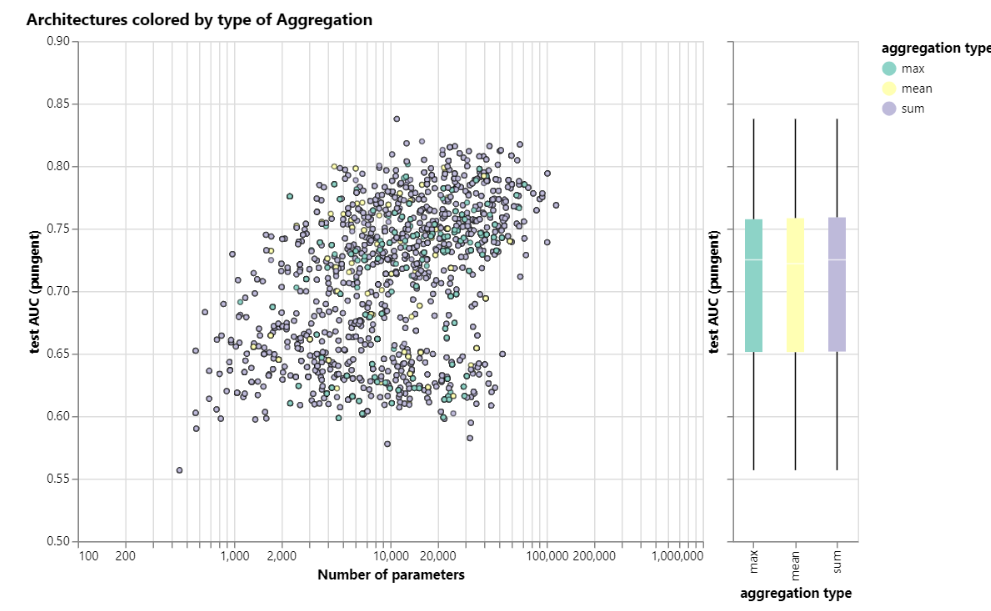 Architectures colored by type of Aggregation
0.90
0.85
0.80
0.75
0.70
0.65
0.60
0.55
0.50
test AUC (pungent)
100 200 1,000 2,000 10,000 20,000 100,000 200,000 1,000,000
Number of parameters
test AUC (pungent)
max mean sum
aggregation type
aggregation type
max
mean
sum